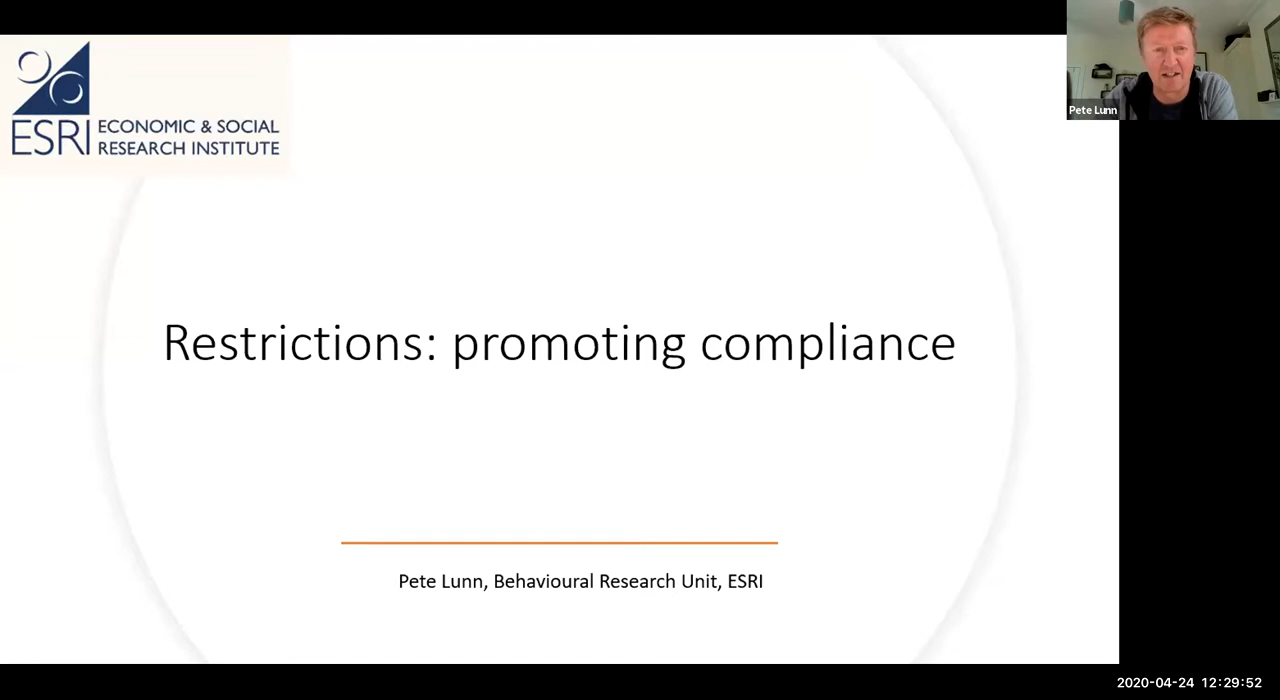 ESRI ECONOMIC & SOCIAL
RESEARCH INSTITUTE
Pete Lunn
Restrictions: promoting compliance
Pete Lunn, Behavioural Research Unit, ESRI
2020-04-24 12:29:52